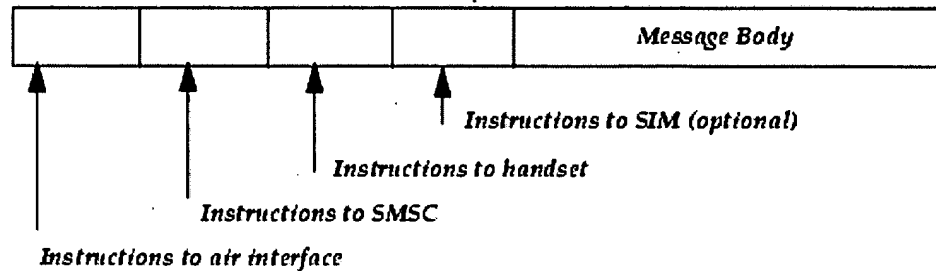 Message Body
Instructions to SIM (optional)
Instructions to handset
Instructions to SMSC
Instructions to air interface